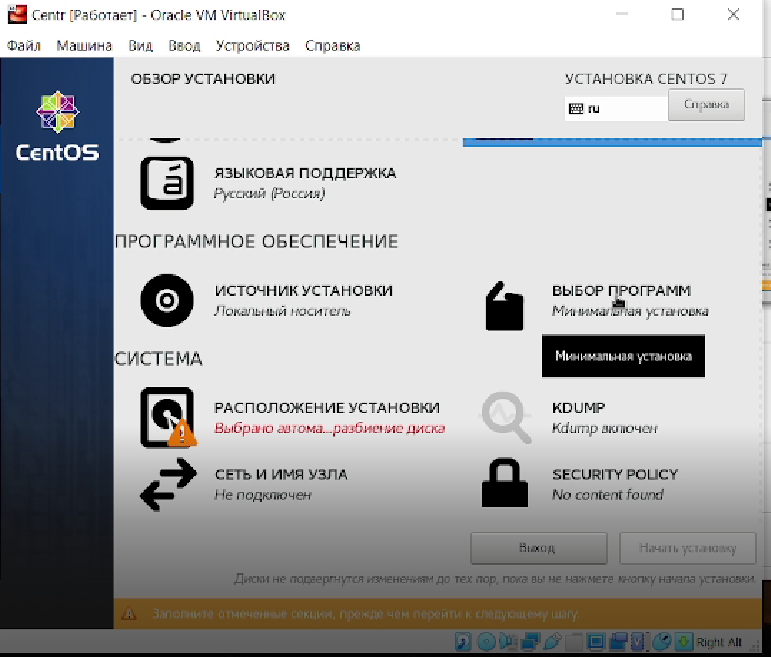 Centr [Работает] - Oracle VM VirtualBox
Файл Машина Вид Ввод Устройства Справка
ОБЗОР УСТАНОВКИ
УСТАНОВКА CENTOS 7
ru
Справка
CentOS
ЯЗЫКОВАЯ ПОДДЕРЖКА
Русский (Россия)
ПРОГРАММНОЕ ОБЕСПЕЧЕНИЕ
ИСТОЧНИК УСТАНОВКИ
Локальный носитель
ВЫБОР ПРОГРАММ
Минимальная установка
Минимальная установка
СИСТЕМА
РАСПОЛОЖЕНИЕ УСТАНОВКИ
Выбрано автома...разбиение диска
KDUMP
Kdump включен
СЕТЬ И ИМЯ УЗЛА
Не подключен
SECURITY POLICY
No content found
Выход
Начать установку
Диски не подвергнутся изменениям до тех пор, пока вы не нажмете кнопку начала установки.
Заполните отмеченные секции, прежде чем перейти к следующему шагу.
Right Alt